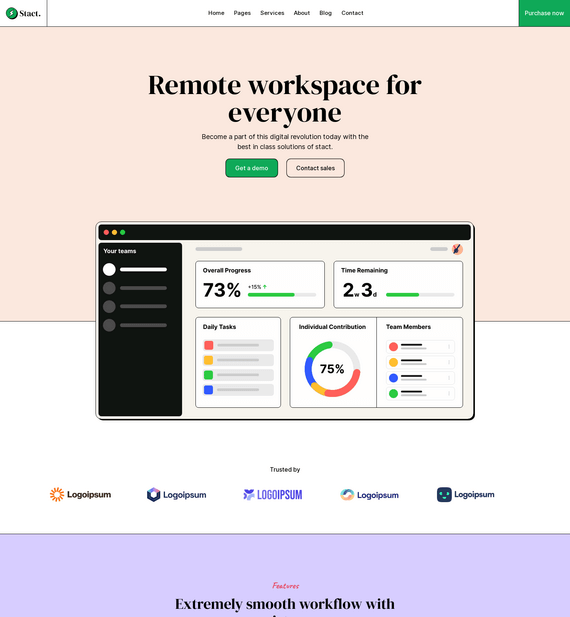 Stact.
Home Pages Services About Blog Contact
Purchase now
Remote workspace for
everyone
Become a part of this digital revolution today with the
best in class solutions of stact.
Get a demo
Contact sales
Your teams
Overall Progress
73%
+15%
Time Remaining
2w 3d
Daily Tasks
Individual Contribution
75%
Team Members
Trusted by
Logoipsum
Logoipsum
LOGOIPSUM
Logoipsum
Logoipsum
Features
Extremely smooth workflow with